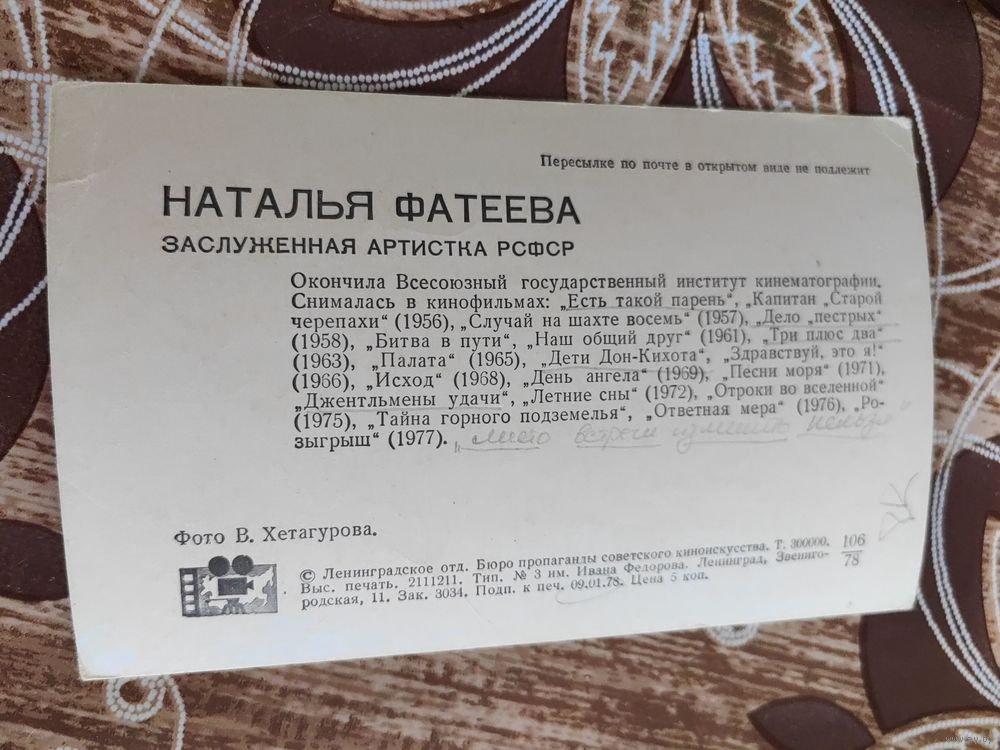 Пересылке по почте в открытом виде не подлежит
НАТАЛЬЯ ФАТЕЕВА
ЗАСЛУЖЕННАЯ АРТИСТКА РСФСР
Окончила Всесоюзный государственный институт кинематографии.
Снималась в кинофильмах: „Есть такой парень“, „Капитан „Старой
черепахи“ (1956), „Случай на шахте восемь“ (1957), „Дело „пестрых“
(1958), „Битва в пути“, „Наш общий друг“ (1961), „Три плюс два“
(1963), „Палата“ (1965), „Дети Дон-Кихота“, „Здравствуй, это я!“
(1966), „Исход“ (1968), „День ангела“ (1969), „Песни моря“ (1971),
„Джентльмены удачи“, „Летние сны“ (1972), „Отроки во вселенной“
(1975), „Тайна горного подземелья“, „Ответная мера“ (1976), „Ро-
зыгрыш“ (1977). „место встречи изменить нельзя“
Фото В. Хетагурова.
© Ленинградское отд. Бюро пропаганды советского киноискусства. Т. 300000. 106
Выс. печать. 2111211. Тип. № 3 им. Ивана Федорова. Ленинград, Звениго- 78
родская, 11. Зак. 3034. Подп. к печ. 09.01.78. Цена 5 коп.